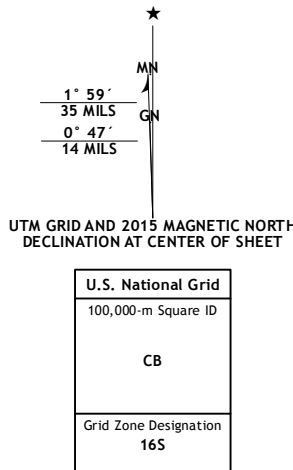 ★
MN
1° 59´
35 MILS
GN
0° 47´
14 MILS
UTM GRID AND 2015 MAGNETIC NORTH
DECLINATION AT CENTER OF SHEET
U.S. National Grid
100,000-m Square ID
CB
Grid Zone Designation
16S